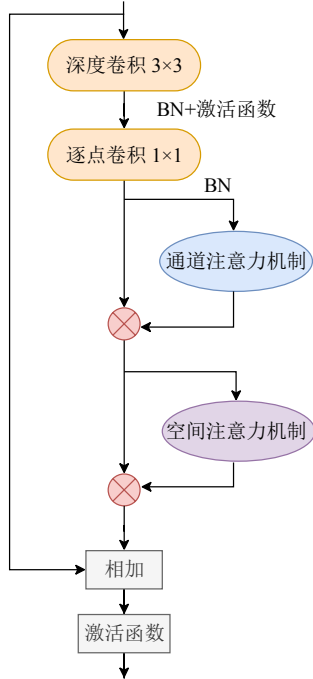 深度卷积 3×3
BN+激活函数
逐点卷积 1×1
BN
通道注意力机制
空间注意力机制
相加
激活函数